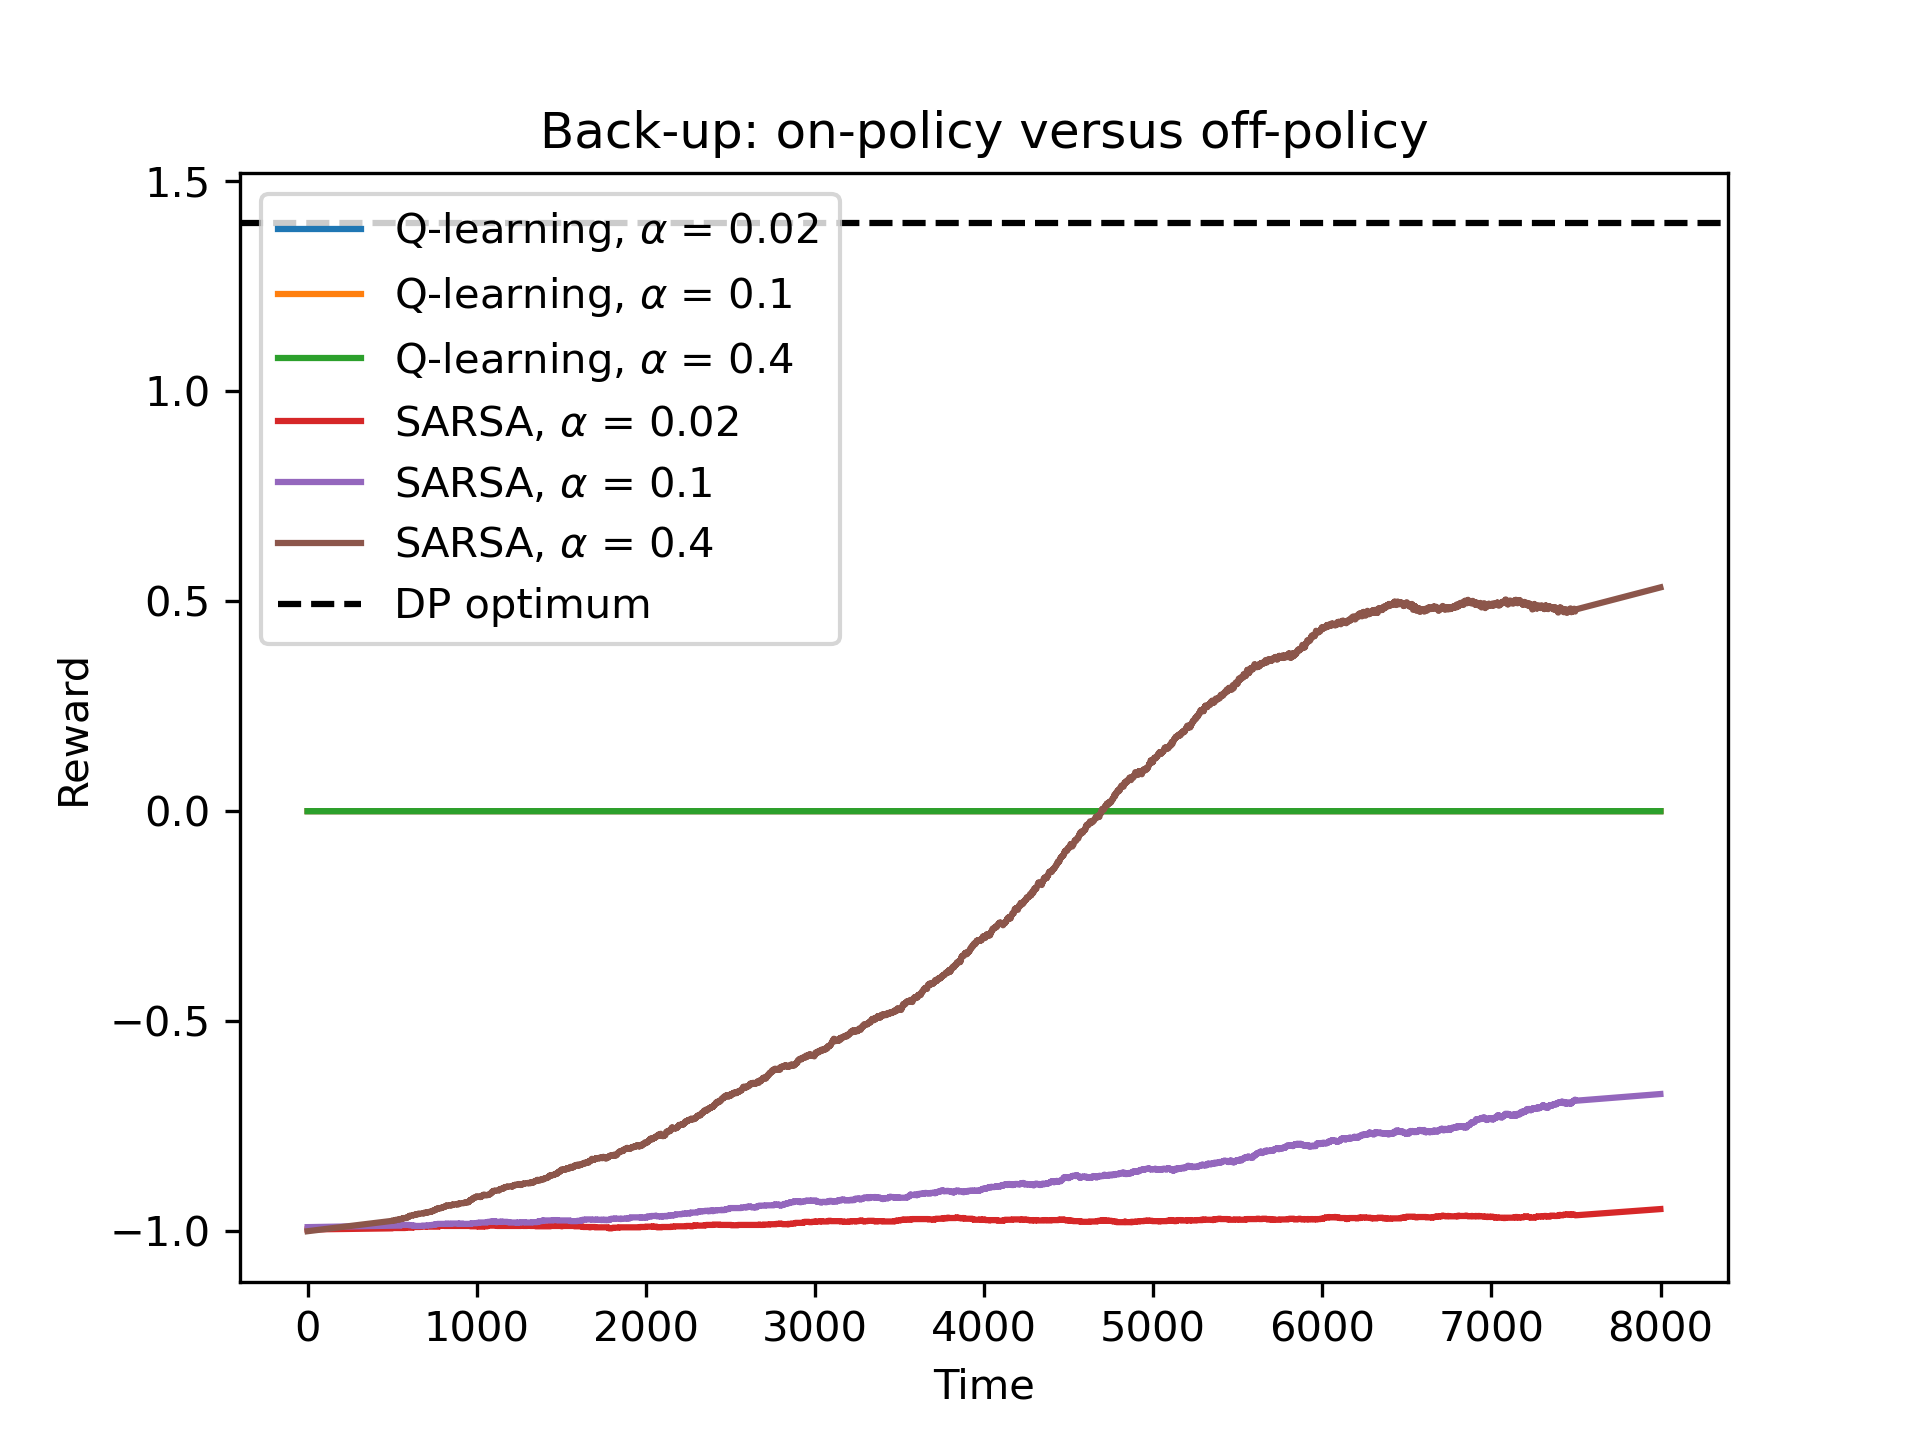 Back-up: on-policy versus off-policy
1.5
1.0
0.5
0.0
−0.5
−1.0
Reward
Q-learning, α = 0.02
Q-learning, α = 0.1
Q-learning, α = 0.4
SARSA, α = 0.02
SARSA, α = 0.1
SARSA, α = 0.4
DP optimum
0 1000 2000 3000 4000 5000 6000 7000 8000
Time